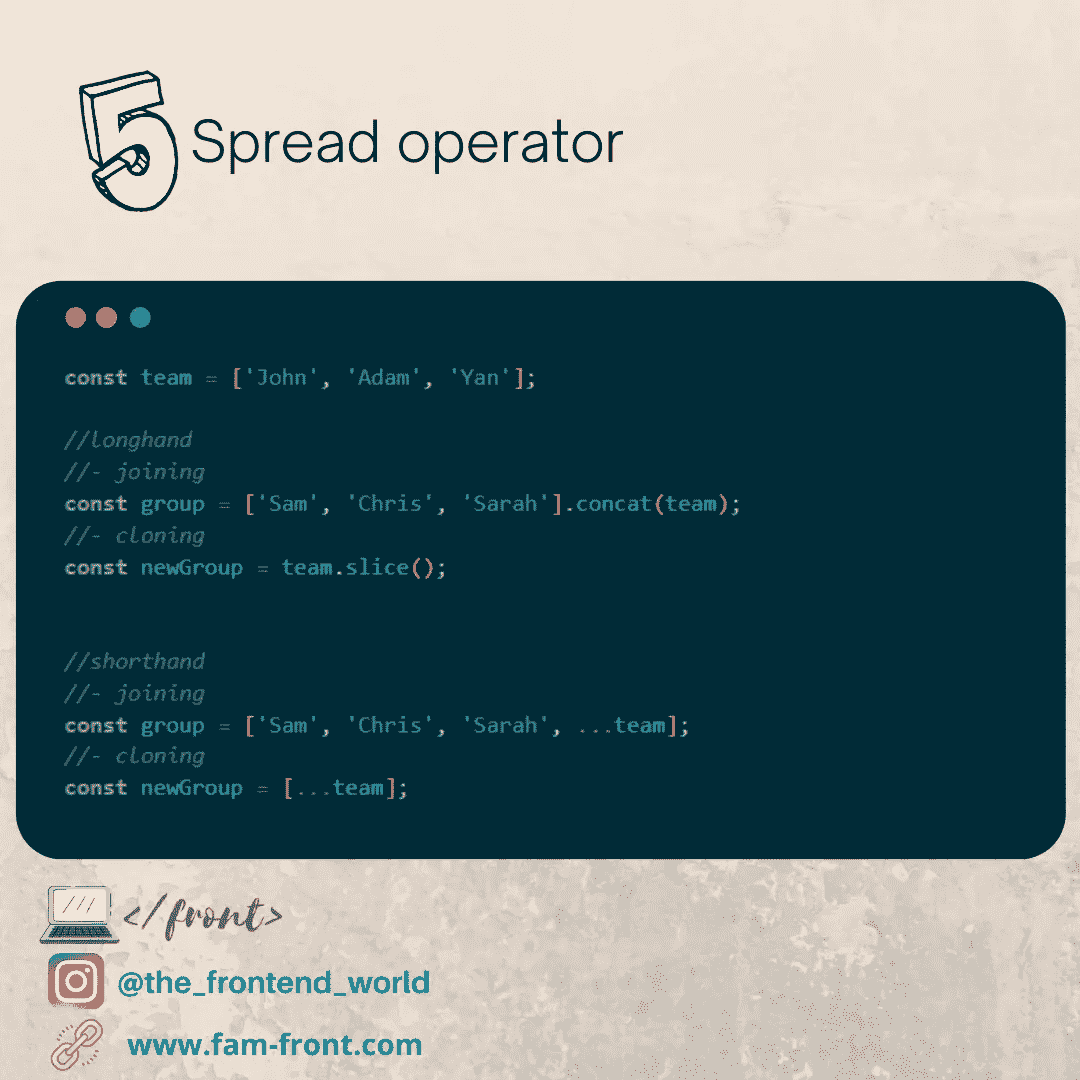 5 Spread operator
const team = ['John', 'Adam', 'Yan'];
//longhand
//- joining
const group = ['Sam', 'Chris', 'Sarah'].concat(team);
//- cloning
const newGroup = team.slice();
//shorthand
//- joining
const group = ['Sam', 'Chris', 'Sarah', ...team];
//- cloning
const newGroup = [...team];
</front>
@the_frontend_world
www.fam-front.com